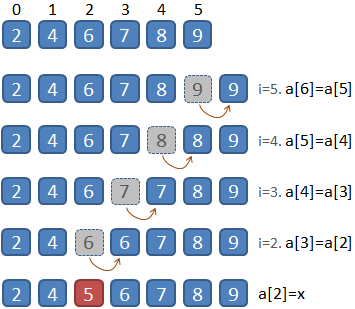 0 1 2 3 4 5
2 4 6 7 8 9
2 4 6 7 8 9 9 i=5. a[6]=a[5]
2 4 6 7 8 8 9 i=4. a[5]=a[4]
2 4 6 7 7 8 9 i=3. a[4]=a[3]
2 4 6 6 7 8 9 i=2. a[3]=a[2]
2 4 5 6 7 8 9 a[2]=x